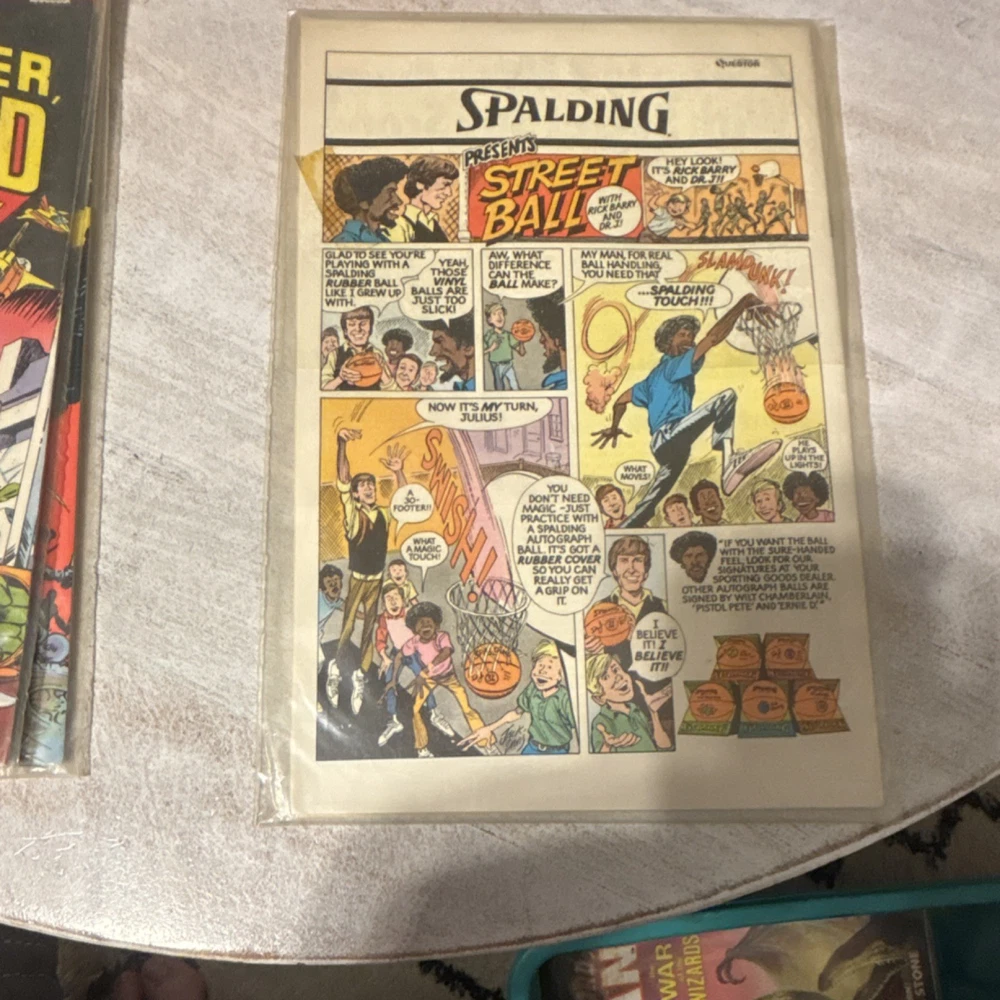 ER,
D
QUESTOR
SPALDING
PRESENTS
STREET
BALL
WITH
RICK BARRY
AND
DR. J!
HEY LOOK!
IT'S RICK BARRY
AND DR. J!!
GLAD TO SEE YOU'RE
PLAYING WITH A
SPALDING
RUBBER BALL
LIKE I GREW UP
WITH.
YEAH,
THOSE
VINYL
BALLS ARE
JUST TOO
SLICK!
AW, WHAT
DIFFERENCE
CAN THE
BALL MAKE?
MY MAN, FOR REAL
BALL HANDLING,
YOU NEED THAT
...SPALDING
TOUCH!!!
SLAM DUNK!
WHAT
MOVES!
HE
PLAYS
UP IN THE
LIGHTS!
NOW IT'S MY TURN,
JULIUS!
SWISH!
A
30-
FOOTER!!
WHAT
A MAGIC
TOUCH!
YOU
DON'T NEED
MAGIC-JUST
PRACTICE WITH
A SPALDING
AUTOGRAPH
BALL. IT'S GOT A
RUBBER COVER
SO YOU CAN
REALLY GET
A GRIP ON
IT.
SPALDING
I
BELIEVE
IT! I
BELIEVE
IT!!
"IF YOU WANT THE BALL
WITH THE SURE-HANDED
FEEL, LOOK FOR OUR
SIGNATURES AT YOUR
SPORTING GOODS DEALER.
OTHER AUTOGRAPH BALLS ARE
SIGNED BY WILT CHAMBERLAIN,
'PISTOL PETE' AND 'ERNIE D.'"
WAR
WIZARDS
STONE